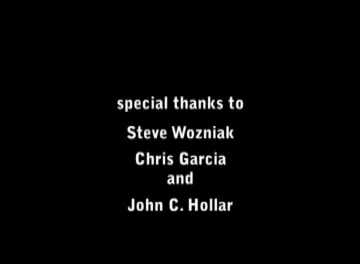 special thanks to
Steve Wozniak
Chris Garcia
and
John C. Hollar